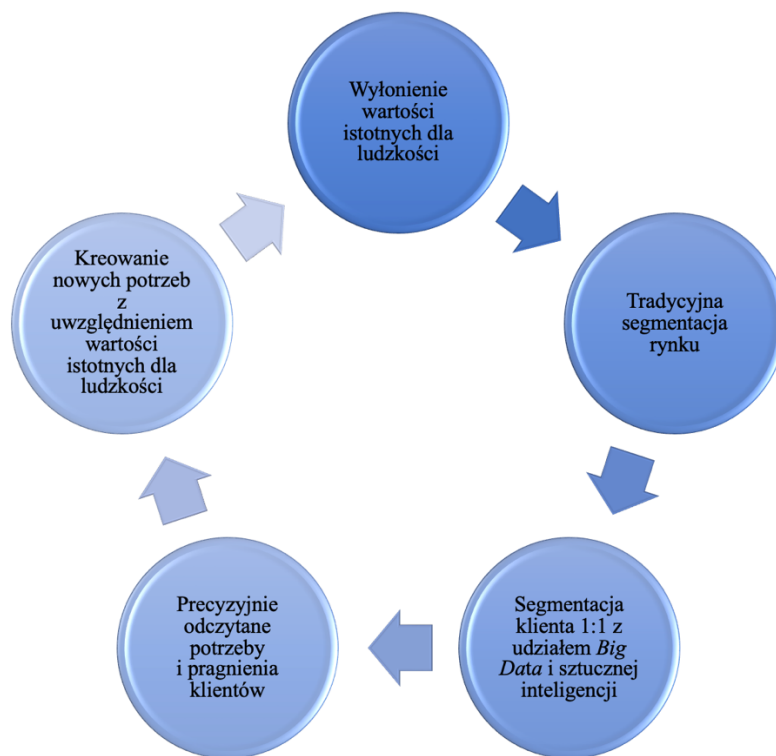 Wyłonienie
wartości
istotnych dla
ludzkości
Tradycyjna
segmentacja
rynku
Segmentacja
klienta 1:1 z
udziałem Big
Data i sztucznej
inteligencji
Precyzyjnie
odczytane
potrzeby
i pragnienia
klientów
Kreowanie
nowych potrzeb
z
uwzględnieniem
wartości
istotnych dla
ludzkości